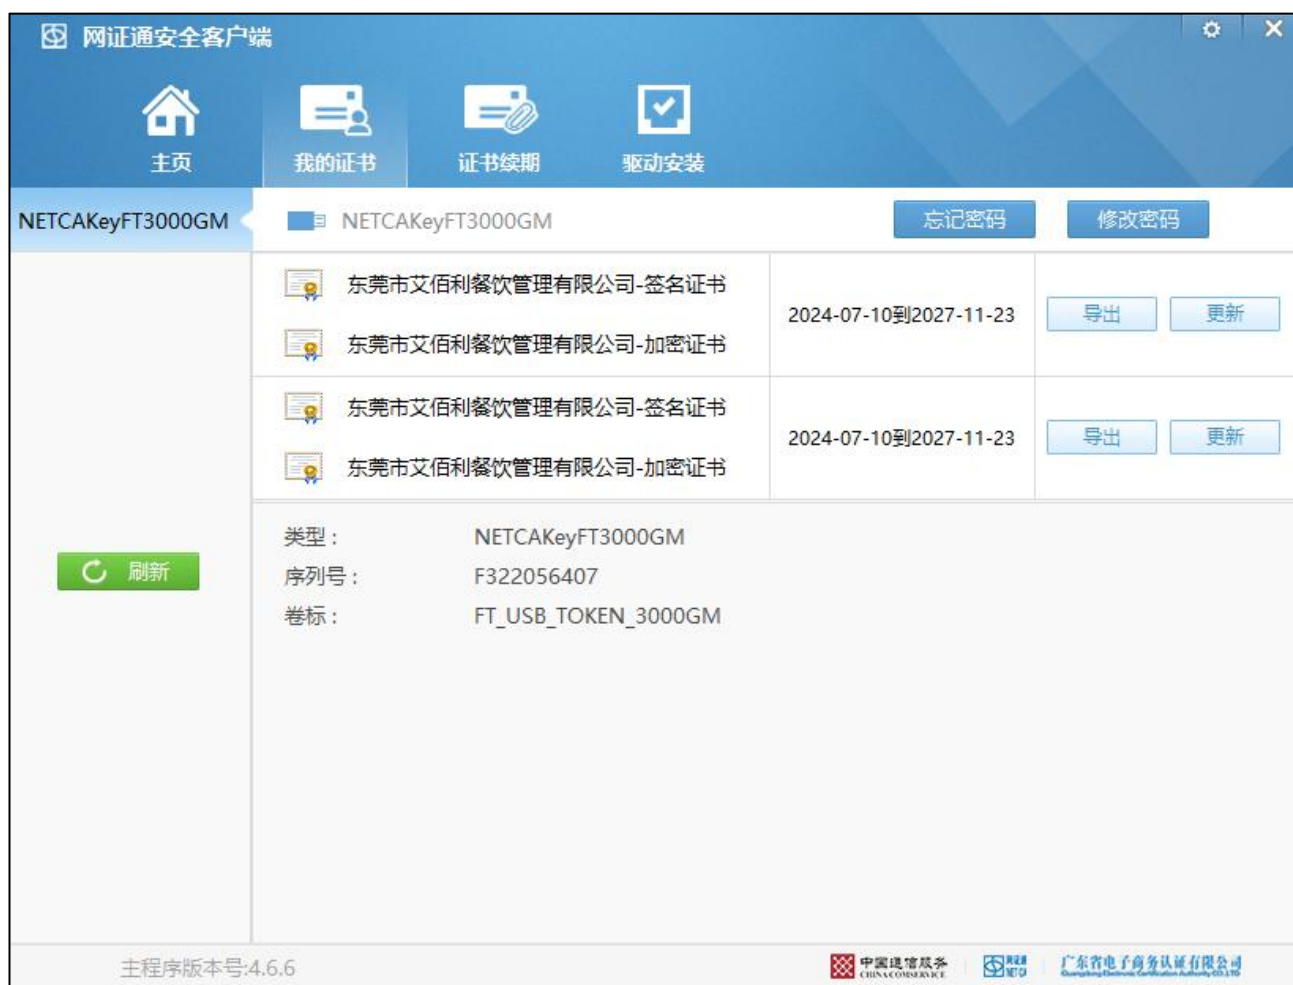 网证通安全客户端
主页
我的证书
证书续期
驱动安装
NETCAKeyFT3000GM
NETCAKeyFT3000GM
忘记密码
修改密码
东莞市艾佰利餐饮管理有限公司-签名证书
东莞市艾佰利餐饮管理有限公司-加密证书
2024-07-10到2027-11-23
导出
更新
东莞市艾佰利餐饮管理有限公司-签名证书
东莞市艾佰利餐饮管理有限公司-加密证书
2024-07-10到2027-11-23
导出
更新
刷新
类型：
NETCAKeyFT3000GM
序列号：
F322056407
卷标：
FT_USB_TOKEN_3000GM
主程序版本号:4.6.6
中国通信服务
CHINA COMSERVICE
网证通
NETCA
广东省电子商务认证有限公司